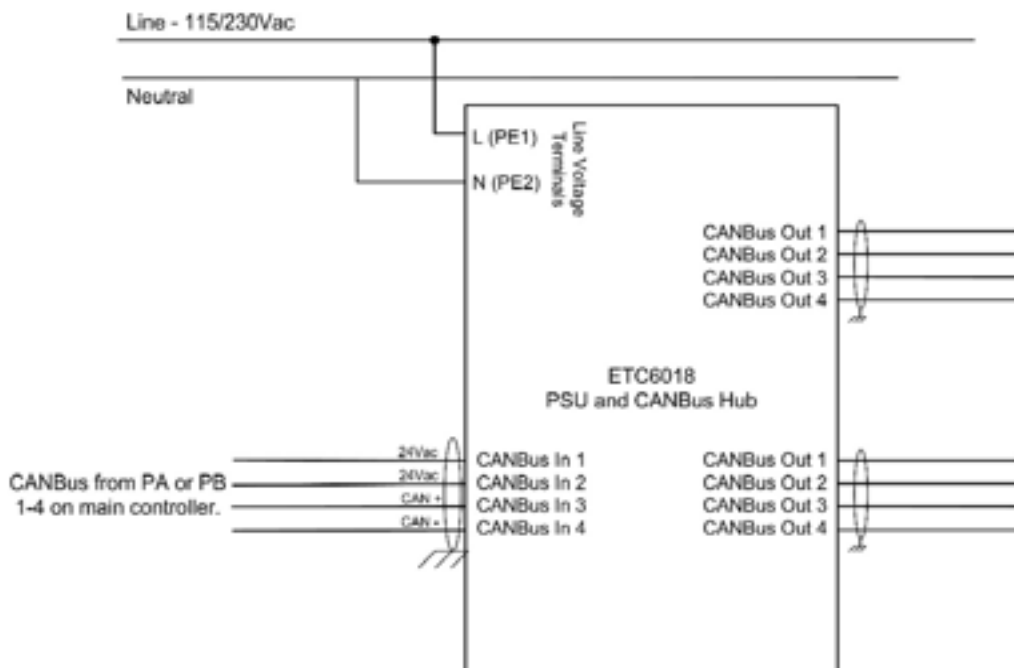 Line - 115/230Vac
Neutral
L (PE1)
N (PE2)
Line Voltage
Terminals
CANBus Out 1
CANBus Out 2
CANBus Out 3
CANBus Out 4
ETC6018
PSU and CANBus Hub
CANBus from PA or PB
1-4 on main controller.
24Vac
24Vac
CAN +
CAN -
CANBus In 1
CANBus In 2
CANBus In 3
CANBus In 4
CANBus Out 1
CANBus Out 2
CANBus Out 3
CANBus Out 4